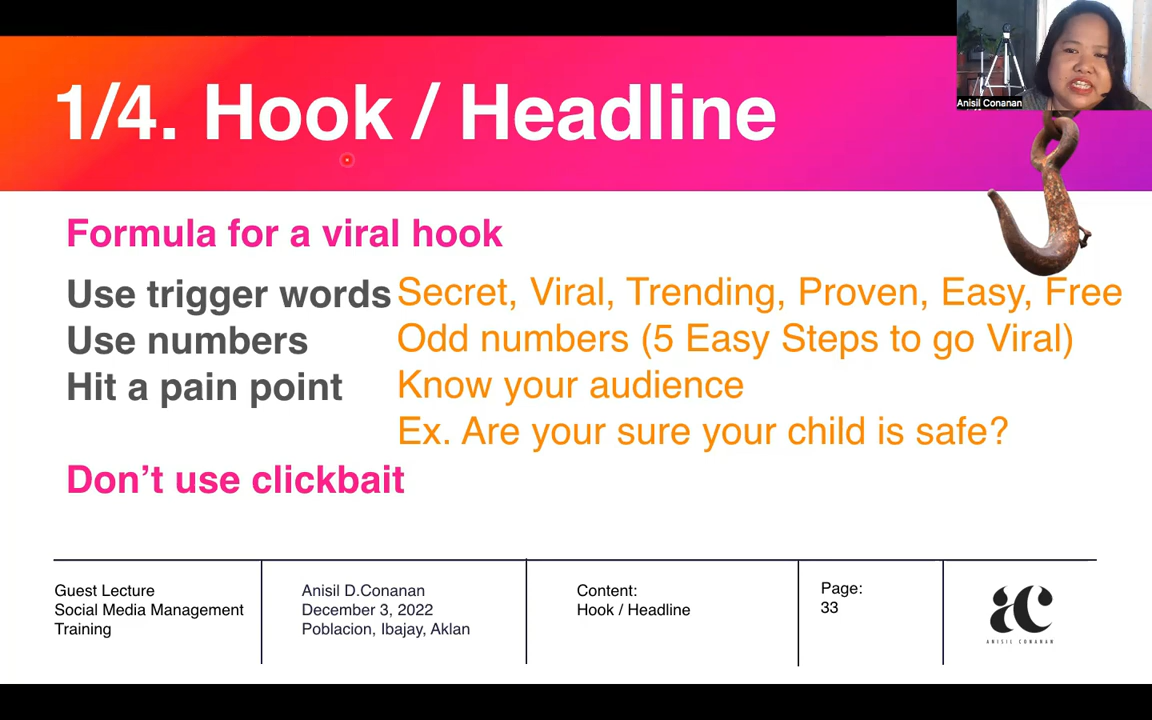 Anisil Conanan
1/4. Hook / Headline
Formula for a viral hook
Use trigger words Secret, Viral, Trending, Proven, Easy, Free
Use numbers Odd numbers (5 Easy Steps to go Viral)
Hit a pain point Know your audience
Ex. Are your sure your child is safe?
Don't use clickbait
Guest Lecture
Social Media Management
Training
Anisil D.Conanan
December 3, 2022
Poblacion, Ibajay, Aklan
Content:
Hook / Headline
Page:
33
ac
ANISIL CONANAN